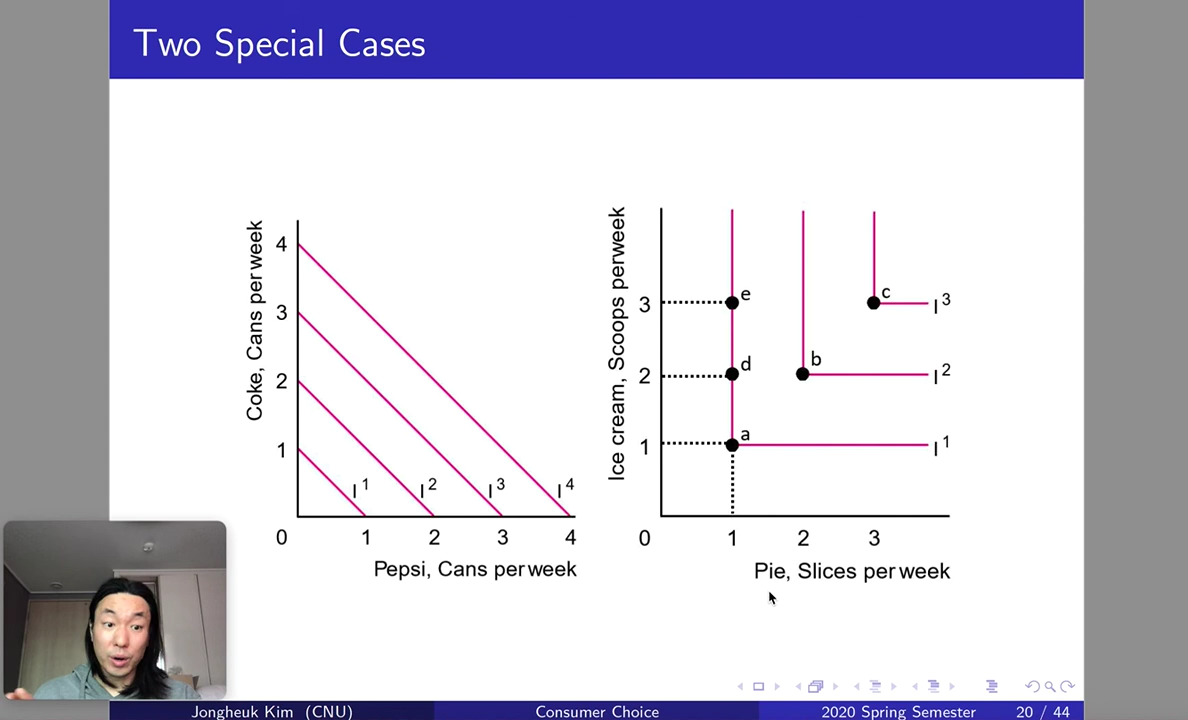 Two Special Cases
Coke, Cans per week
4
3
2
1
0
1
2
3
4
I1
I2
I3
I4
Pepsi, Cans per week
Ice cream, Scoops per week
3
2
1
0
1
2
3
e
d
a
b
c
I3
I2
I1
Pie, Slices per week
Jongheuk Kim (CNU)
Consumer Choice
2020 Spring Semester
20 / 44